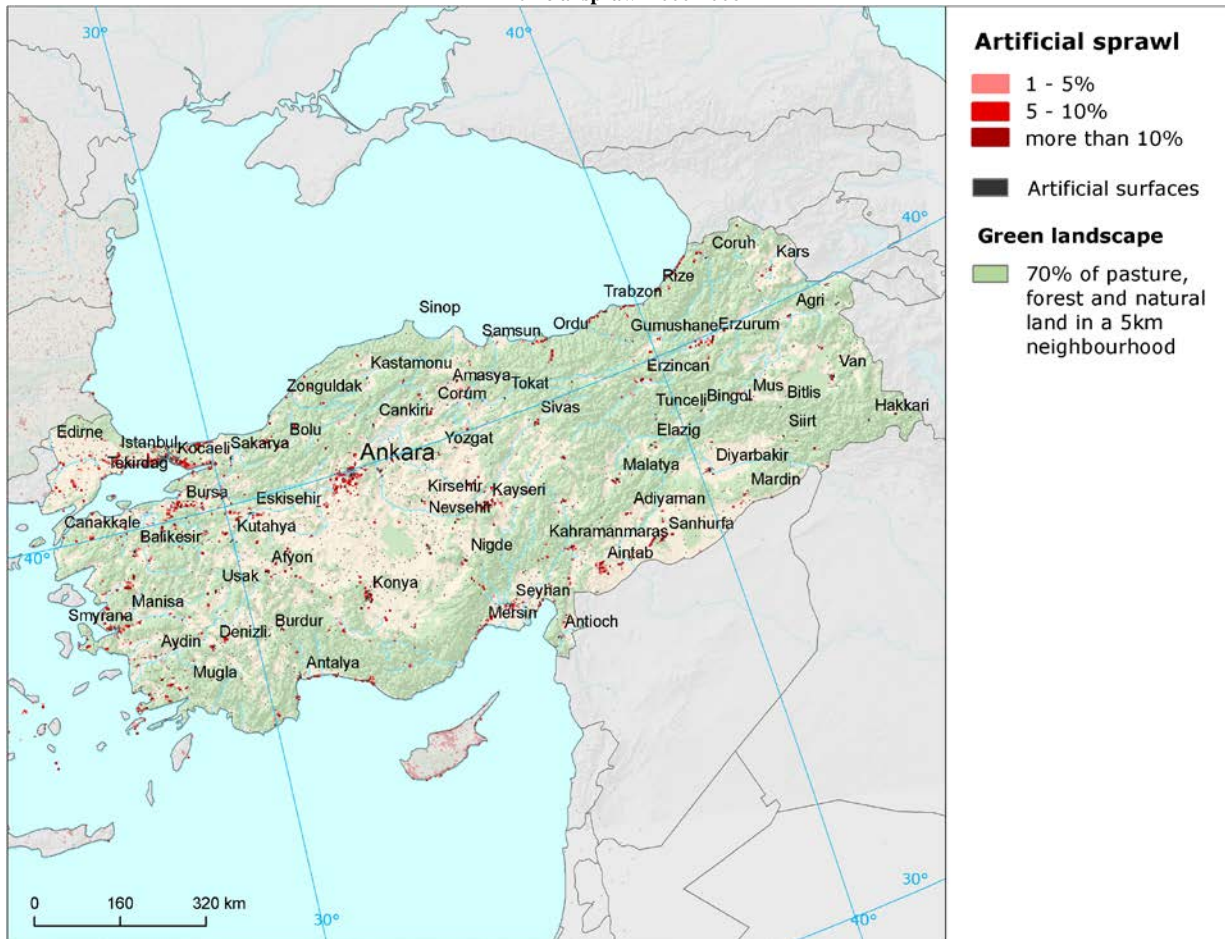 30°
40°
Coruh
Kars
40°
Rize
Trabzon
Agri
Sinop
Samsun
Ordu
Gumushane
Erzurum
Kastamonu
Van
Zonguldak
Amasya
Tokat
Erzincan
Corum
Mus
Bitlis
Bingol
Tunceli
Hakkari
Cankiri
Sivas
Siirt
Edirne
Istanbul
Kocaeli
Sakarya
Bolu
Yozgat
Elazig
Ankara
Tekirdag
Diyarbakir
Malatya
Mardin
Bursa
Eskisehir
Kirsehir
Kayseri
Adiyaman
Nevsehir
Canakkale
Kutahya
Sanhurfa
Balikesir
Kahramanmaras
40°
Afyon
Nigde
Aintab
Usak
Konya
Seyhan
Manisa
Smyrana
Mersin
Burdur
Antioch
Aydin
Denizli
Antalya
Mugla
0 160 320 km
30°
40°
30°
Artificial sprawl
1 - 5%
5 - 10%
more than 10%
Artificial surfaces
Green landscape
70% of pasture,
forest and natural
land in a 5km
neighbourhood